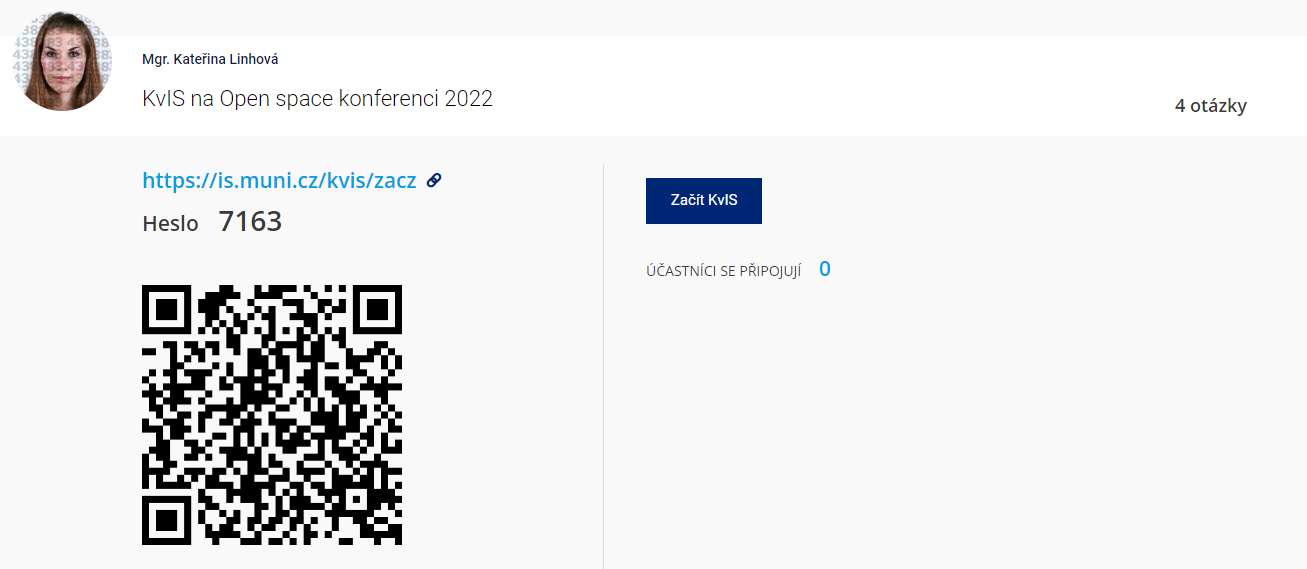 Mgr. Kateřina Linhová
KvIS na Open space konferenci 2022
4 otázky
https://is.muni.cz/kvis/zacz
Heslo 7163
Začít KvIS
ÚČASTNÍCI SE PŘIPOJUJÍ 0